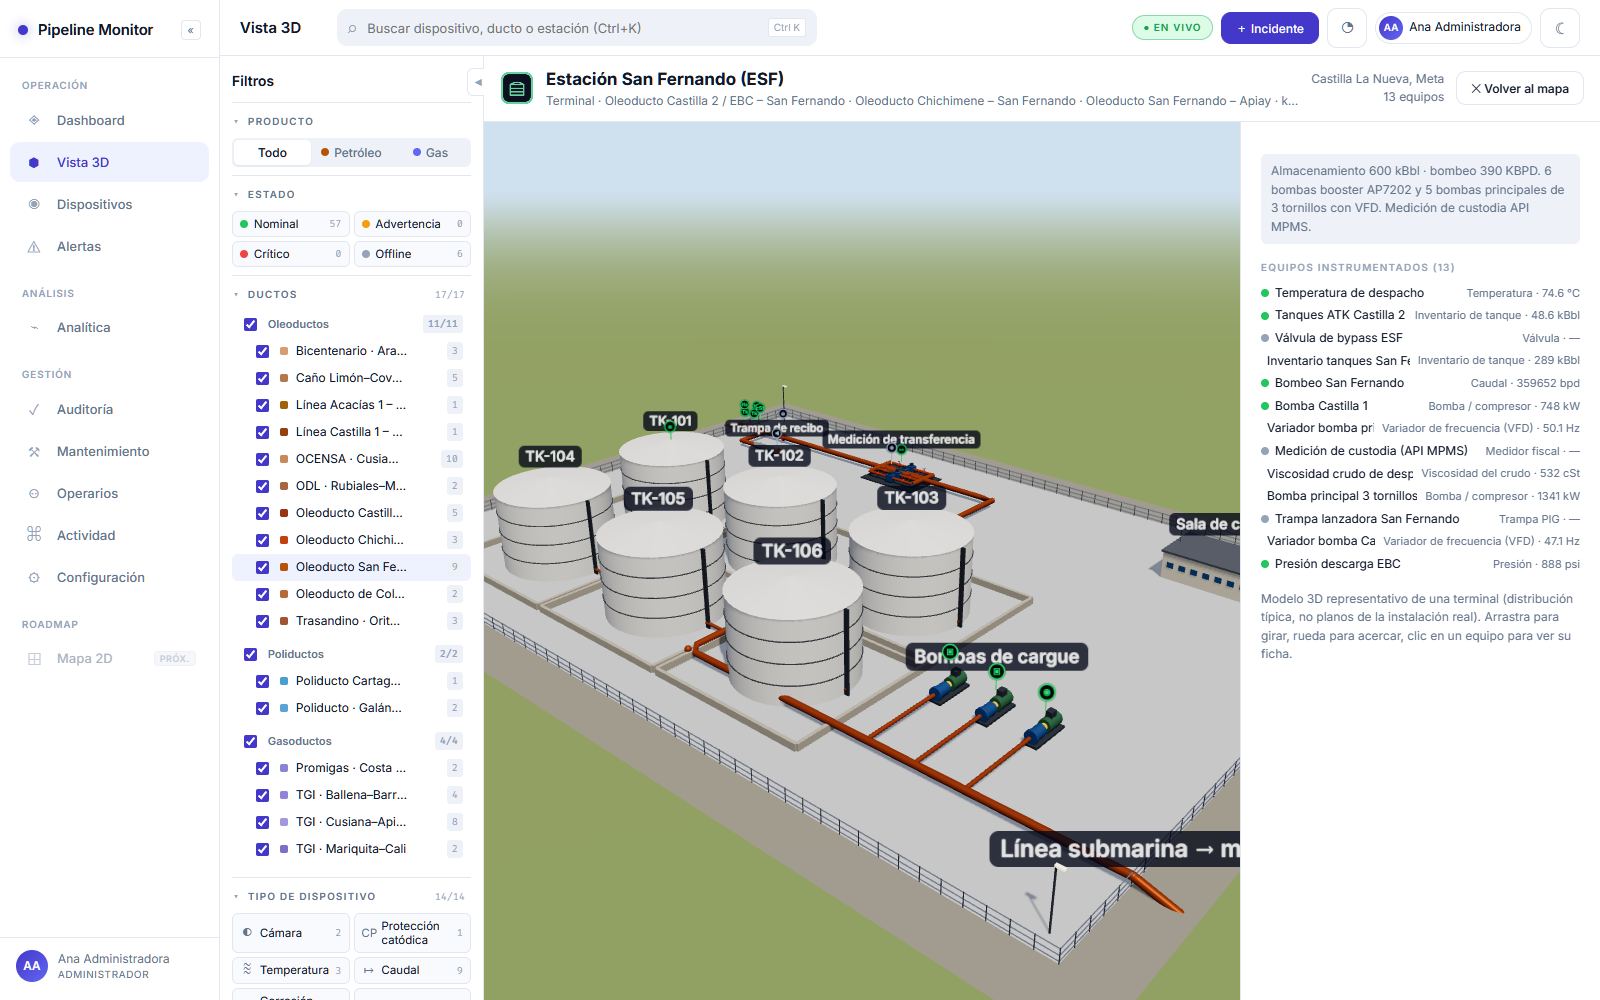 Pipeline Monitor
«
OPERACIÓN
Dashboard
Vista 3D
Dispositivos
Alertas
ANÁLISIS
Analítica
GESTIÓN
Auditoría
Mantenimiento
Operarios
Actividad
Configuración
ROADMAP
Mapa 2D PRÓX.
AA
Ana Administradora
ADMINISTRADOR
Vista 3D
Buscar dispositivo, ducto o estación (Ctrl+K) Ctrl K
EN VIVO
+ Incidente
AA Ana Administradora
Filtros
PRODUCTO
Todo Petróleo Gas
ESTADO
Nominal 57 Advertencia 0
Crítico 0 Offline 6
DUCTOS 17/17
Oleoductos 11/11
Bicentenario · Ara... 3
Caño Limón–Cov... 5
Línea Acacías 1 – ... 1
Línea Castilla 1 – ... 1
OCENSA · Cusia... 10
ODL · Rubiales–M... 2
Oleoducto Castill... 5
Oleoducto Chichi... 3
Oleoducto San Fe... 9
Oleoducto de Col... 2
Trasandino · Orit... 3
Poliductos 2/2
Poliducto Cartag... 1
Poliducto · Galán... 2
Gasoductos 4/4
Promigas · Costa ... 2
TGI · Ballena–Barr... 4
TGI · Cusiana–Api... 8
TGI · Mariquita–Cali 2
TIPO DE DISPOSITIVO 14/14
Cámara 2 CP Protección catódica 1
Temperatura 3 Caudal 9
Estación San Fernando (ESF)
Terminal · Oleoducto Castilla 2 / EBC – San Fernando · Oleoducto Chichimene – San Fernando · Oleoducto San Fernando – Apiay · k...
Castilla La Nueva, Meta
13 equipos
Volver al mapa
TK-101
Trampa de recibo
Medición de transferencia
TK-104
TK-102
TK-105
TK-103
Sala de c
TK-106
Bombas de cargue
Línea submarina → m
Almacenamiento 600 kBbl · bombeo 390 KBPD. 6
bombas booster AP7202 y 5 bombas principales de
3 tornillos con VFD. Medición de custodia API
MPMS.
EQUIPOS INSTRUMENTADOS (13)
Temperatura de despacho Temperatura · 74.6 °C
Tanques ATK Castilla 2 Inventario de tanque · 48.6 kBbl
Válvula de bypass ESF Válvula · —
Inventario tanques San Fe Inventario de tanque · 289 kBbl
Bombeo San Fernando Caudal · 359652 bpd
Bomba Castilla 1 Bomba / compresor · 748 kW
Variador bomba pri Variador de frecuencia (VFD) · 50.1 Hz
Medición de custodia (API MPMS) Medidor fiscal · —
Viscosidad crudo de desp Viscosidad del crudo · 532 cSt
Bomba principal 3 tornillos Bomba / compresor · 1341 kW
Trampa lanzadora San Fernando Trampa PIG · —
Variador bomba Ca Variador de frecuencia (VFD) · 47.1 Hz
Presión descarga EBC Presión · 888 psi
Modelo 3D representativo de una terminal (distribución
típica, no planos de la instalación real). Arrastra para
girar, rueda para acercar, clic en un equipo para ver su
ficha.